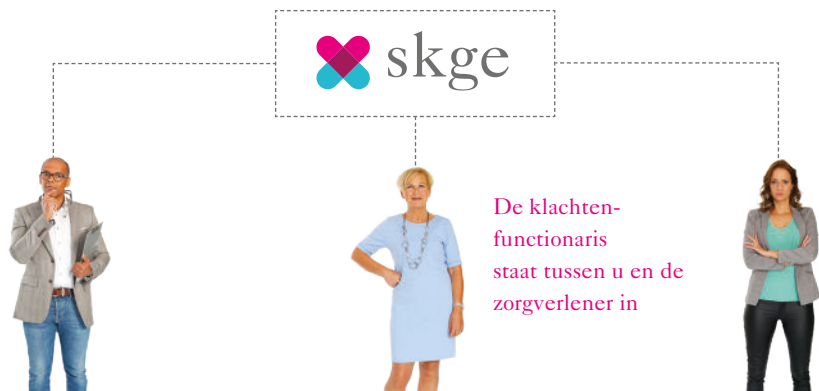 skge
De klachten-
functionaris
staat tussen u en de
zorgverlener in